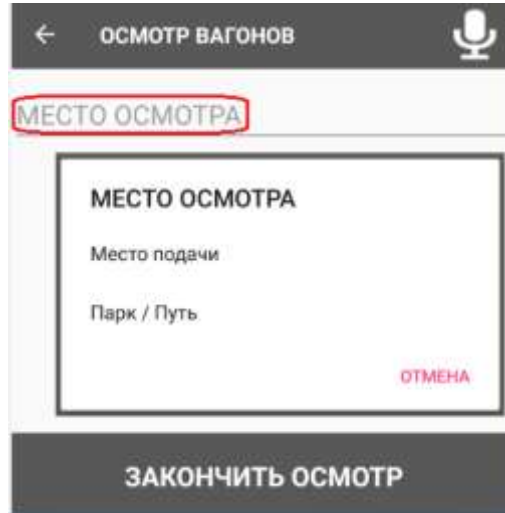 ОСМОТР ВАГОНОВ
МЕСТО ОСМОТРА
МЕСТО ОСМОТРА
Место подачи
Парк / Путь
ОТМЕНА
ЗАКОНЧИТЬ ОСМОТР